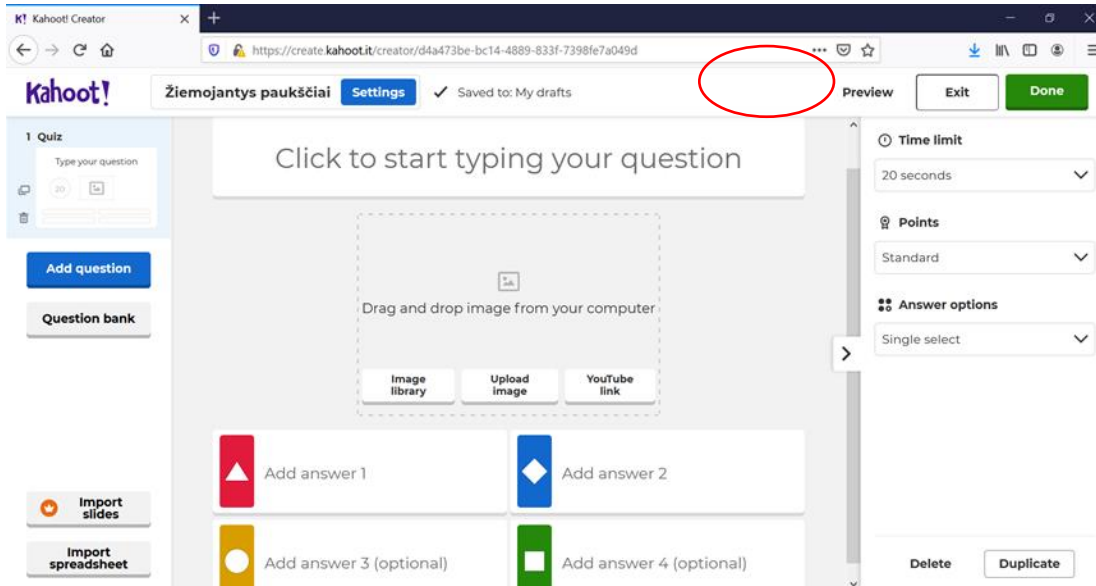 K! Kahoot! Creator
https://create.kahoot.it/creator/d4a473be-bc14-4889-833f-7398fe7a049d
Kahoot!
Žiemojantys paukščiai
Settings
Saved to: My drafts
Preview
Exit
Done
1 Quiz
Type your question
20
Add question
Question bank
Import
slides
Import
spreadsheet
Click to start typing your question
Drag and drop image from your computer
Image
library
Upload
image
YouTube
link
Add answer 1
Add answer 2
Add answer 3 (optional)
Add answer 4 (optional)
Time limit
20 seconds
Points
Standard
Answer options
Single select
Delete
Duplicate